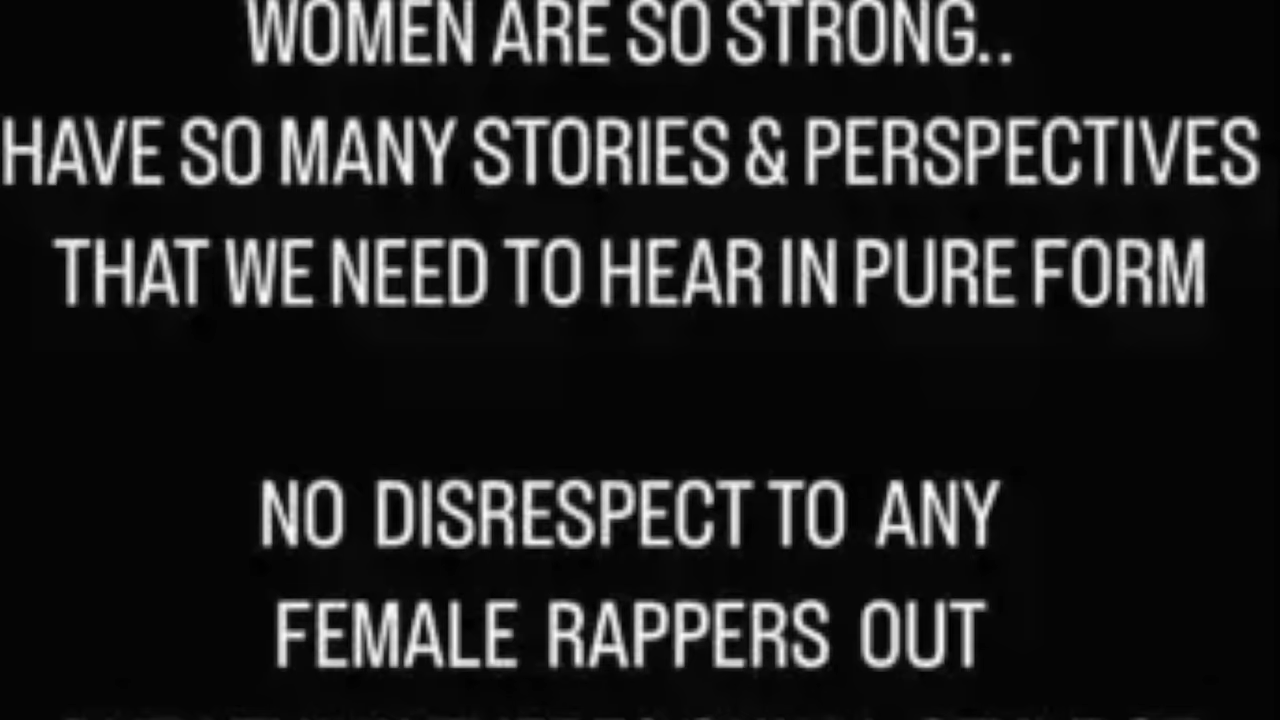 WOMEN ARE SO STRONG..
HAVE SO MANY STORIES & PERSPECTIVES
THAT WE NEED TO HEAR IN PURE FORM
NO DISRESPECT TO ANY
FEMALE RAPPERS OUT